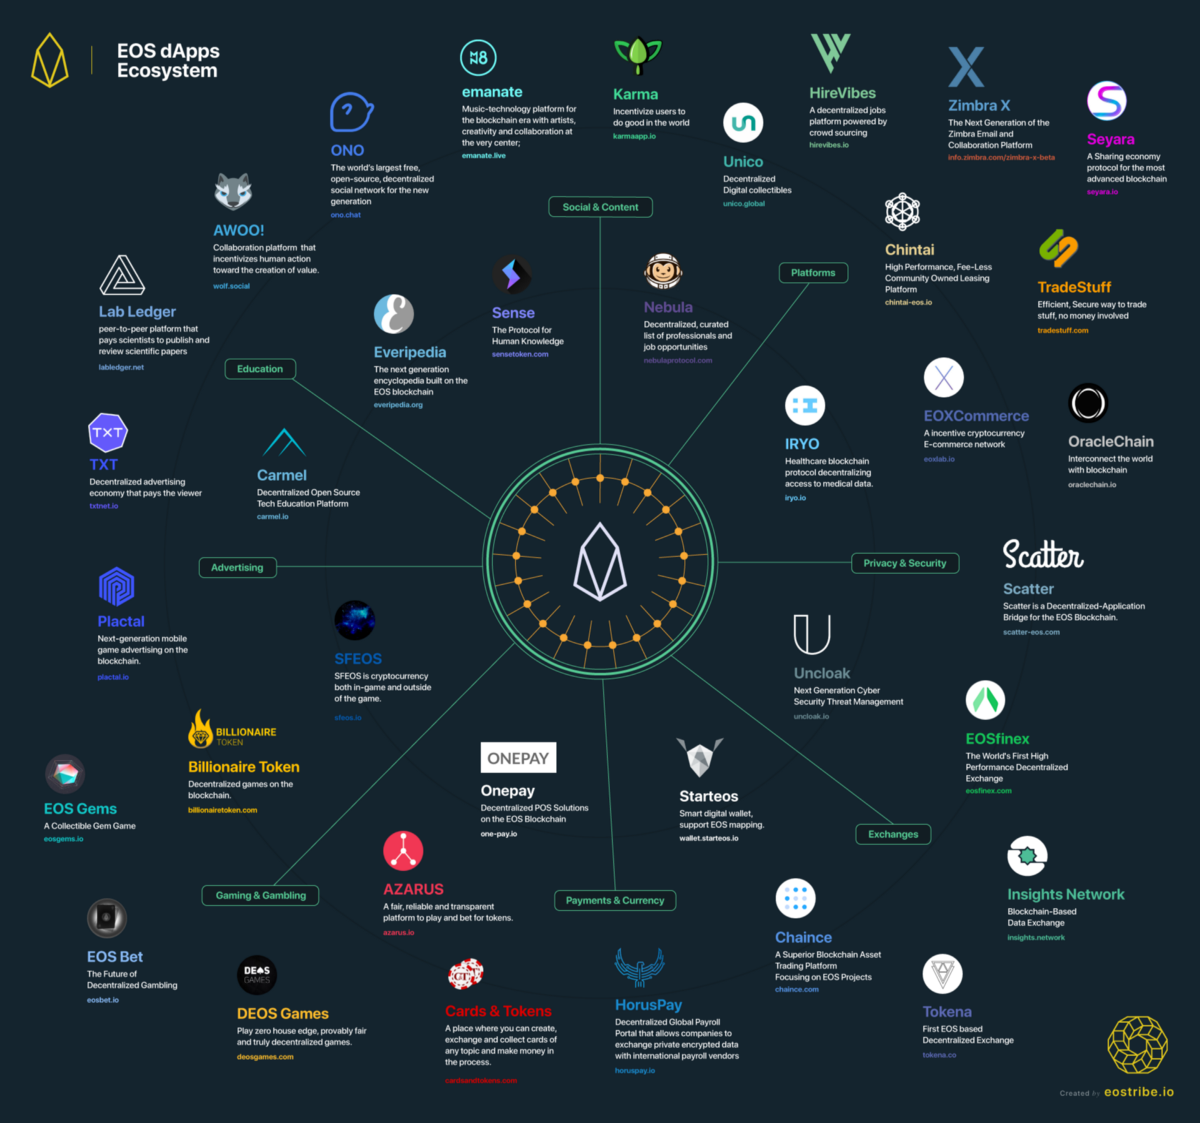 EOS dApps
Ecosystem
emanate
Music-technology platform for
the blockchain era with artists,
creativity and collaboration at
the very center;
emanate.live
Karma
Incentivize users to
do good in the world
karmaapp.io
HireVibes
A decentralized jobs
platform powered by
crowd sourcing
hirevibes.io
Zimbra X
The Next Generation of the
Zimbra Email and
Collaboration Platform
info.zimbra.com/zimbra-x-beta
Seyara
A Sharing economy
protocol for the most
advanced blockchain
seyara.io
ONO
The world's largest free,
open-source, decentralized
social network for the new
generation
ono.chat
Unico
Decentralized
Digital collectibles
unico.global
AWOO!
Collaboration platform that
incentivizes human action
toward the creation of value.
wolf.social
Social & Content
Platforms
Chintai
High Performance, Fee-Less
Community Owned Leasing
Platform
chintai-eos.io
TradeStuff
Efficient, Secure way to trade
stuff, no money involved
tradestuff.com
Lab Ledger
peer-to-peer platform that
pays scientists to publish and
review scientific papers
labledger.net
Everipedia
The next generation
encyclopedia built on the
EOS blockchain
everipedia.org
Sense
The Protocol for
Human Knowledge
sensetoken.com
Nebula
Decentralized, curated
list of professionals and
job opportunities
nebulaprotocol.com
Education
EOXCommerce
A incentive cryptocurrency
E-commerce network
eoxlab.io
OracleChain
Interconnect the world
with blockchain
oraclechain.io
TXT
TXT
Decentralized advertising
economy that pays the viewer
txtnet.io
Carmel
Decentralized Open Source
Tech Education Platform
carmel.io
IRYO
Healthcare blockchain
protocol decentralizing
access to medical data.
iryo.io
Advertising
Privacy & Security
Scatter
Scatter
Scatter is a Decentralized-Application
Bridge for the EOS Blockchain.
scatter-eos.com
Plactal
Next-generation mobile
game advertising on the
blockchain.
plactal.io
SFEOS
SFEOS is cryptocurrency
both in-game and outside
of the game.
sfeos.io
Uncloak
Next Generation Cyber
Security Threat Management
uncloak.io
EOSfinex
The World's First High
Performance Decentralized
Exchange
eosfinex.com
BILLIONAIRE
TOKEN
Billionaire Token
Decentralized games on the
blockchain.
billionairetoken.com
EOS Gems
A Collectible Gem Game
eosgems.io
ONEPAY
Onepay
Decentralized POS Solutions
on the EOS Blockchain
one-pay.io
Starteos
Smart digital wallet,
support EOS mapping.
wallet.starteos.io
Exchanges
Insights Network
Blockchain-Based
Data Exchange
insights.network
AZARUS
A fair, reliable and transparent
platform to play and bet for tokens.
azarus.io
Gaming & Gambling
Payments & Currency
EOS Bet
The Future of
Decentralized Gambling
eosbet.io
Chaince
A Superior Blockchain Asset
Trading Platform
Focusing on EOS Projects
chaince.com
DEOS
GAMES
DEOS Games
Play zero house edge, provably fair
and truly decentralized games.
deosgames.com
Cards & Tokens
A place where you can create,
exchange and collect cards of
any topic and make money in
the process.
cardsandtokens.com
HorusPay
Decentralized Global Payroll
Portal that allows companies to
exchange private encrypted data
with international payroll vendors
horuspay.io
Tokena
First EOS based
Decentralized Exchange
tokena.co
Created by eostribe.io